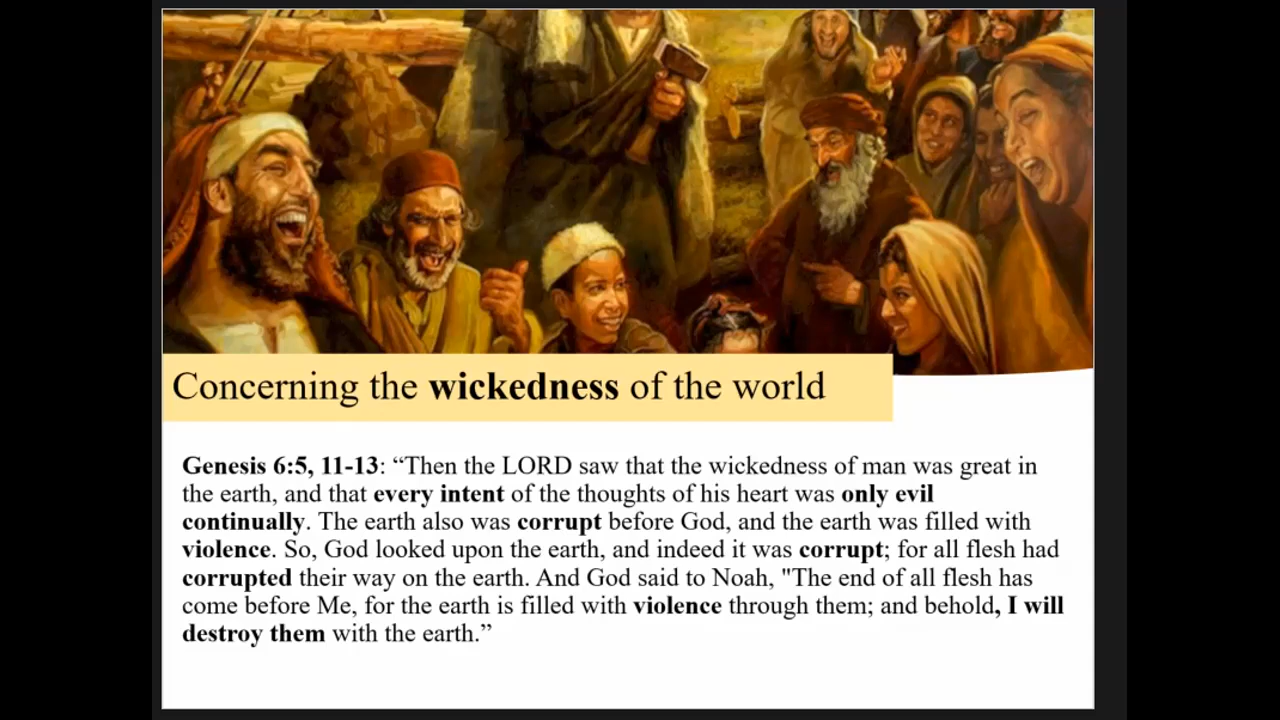 Concerning the wickedness of the world
Genesis 6:5, 11-13: “Then the LORD saw that the wickedness of man was great in
the earth, and that every intent of the thoughts of his heart was only evil
continually. The earth also was corrupt before God, and the earth was filled with
violence. So, God looked upon the earth, and indeed it was corrupt; for all flesh had
corrupted their way on the earth. And God said to Noah, "The end of all flesh has
come before Me, for the earth is filled with violence through them; and behold, I will
destroy them with the earth.”